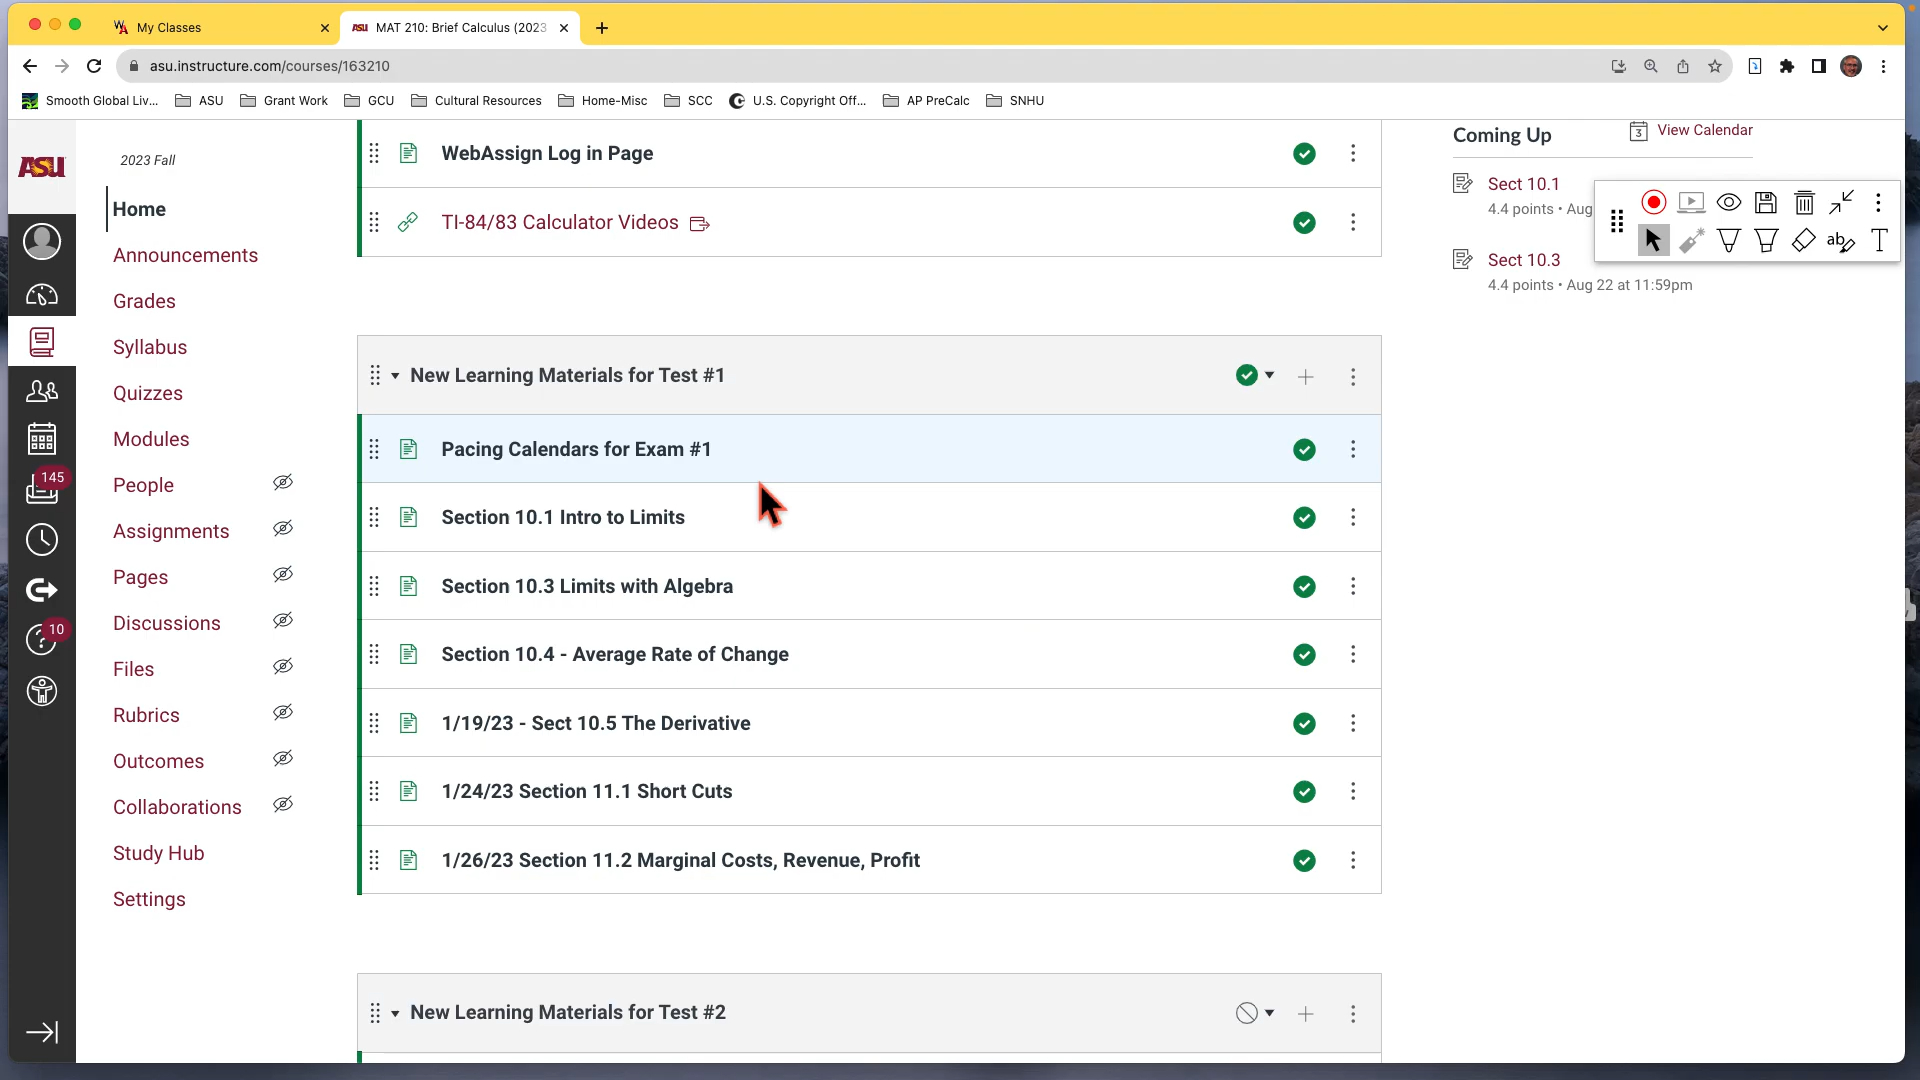 My Classes
ASU MAT 210: Brief Calculus (2023
asu.instructure.com/courses/163210
Smooth Global Liv...
ASU
Grant Work
GCU
Cultural Resources
Home-Misc
SCC
U.S. Copyright Off...
AP PreCalc
SNHU
ASU
145
10
2023 Fall
Home
Announcements
Grades
Syllabus
Quizzes
Modules
People
Assignments
Pages
Discussions
Files
Rubrics
Outcomes
Collaborations
Study Hub
Settings
WebAssign Log in Page
TI-84/83 Calculator Videos
New Learning Materials for Test #1
Pacing Calendars for Exam #1
Section 10.1 Intro to Limits
Section 10.3 Limits with Algebra
Section 10.4 - Average Rate of Change
1/19/23 - Sect 10.5 The Derivative
1/24/23 Section 11.1 Short Cuts
1/26/23 Section 11.2 Marginal Costs, Revenue, Profit
New Learning Materials for Test #2
Coming Up
3 View Calendar
Sect 10.1
4.4 points • Aug
Sect 10.3
4.4 points • Aug 22 at 11:59pm
ab
T